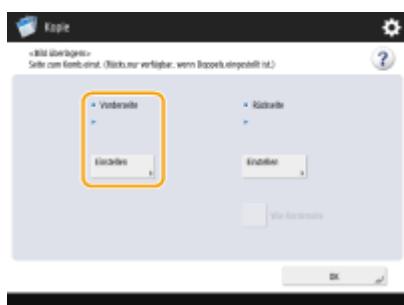 Kopie
<Bild überlagern>
Seite zum Komb. einst. (Rücks. nur verfügbar, wenn Doppels. eingestellt ist.)
Vorderseite
Rückseite
Einstellen
Einstellen
Wie Vorderseite
OK